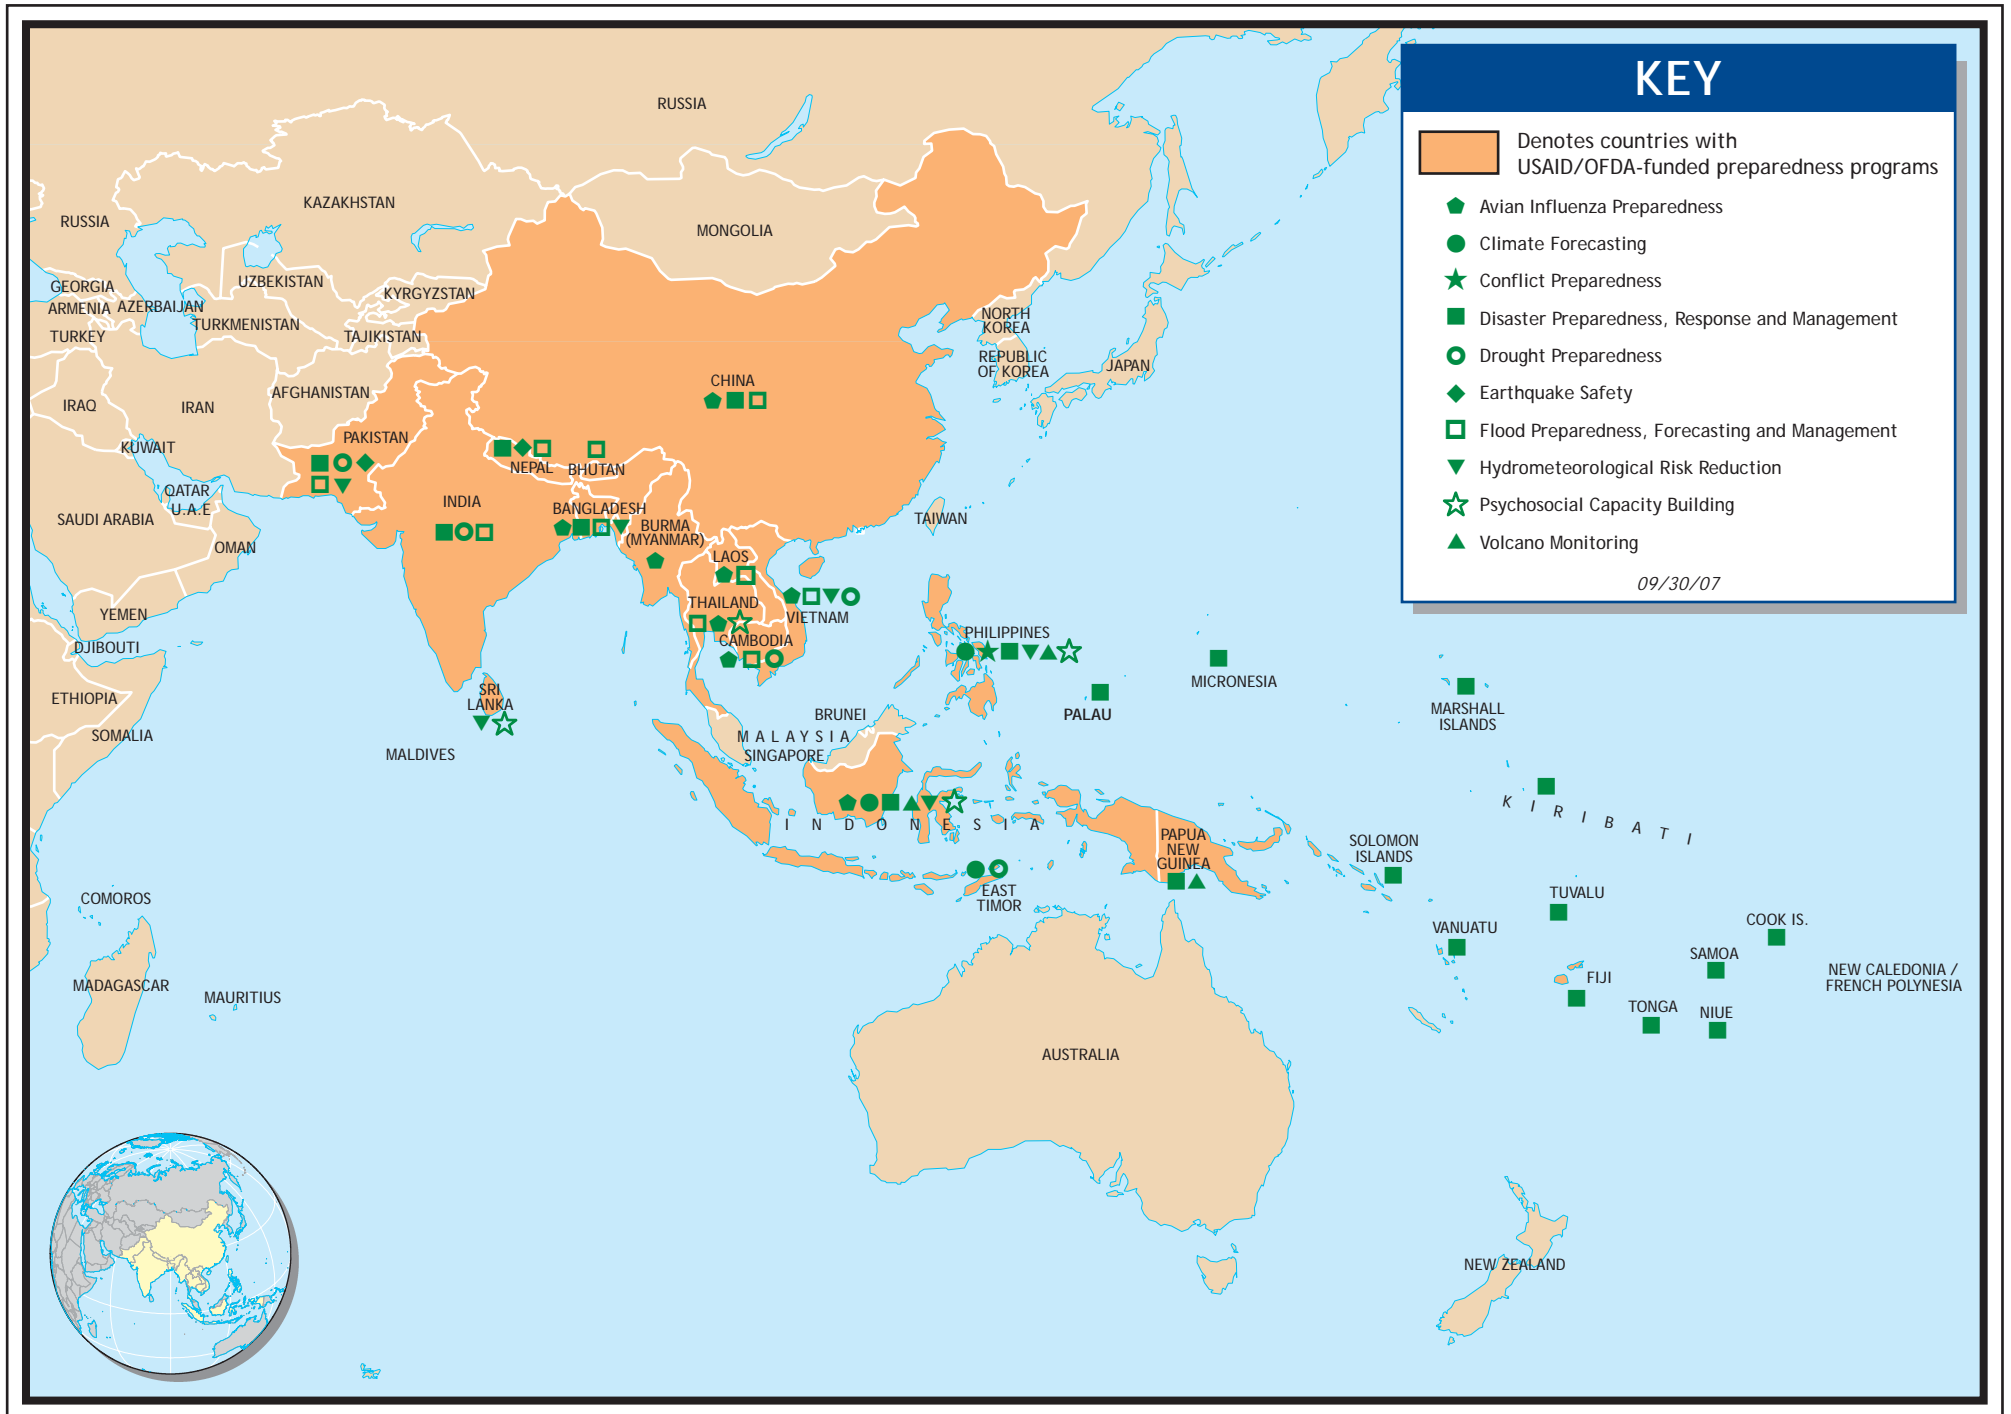 KEY
Denotes countries with
USAID/OFDA-funded preparedness programs
Avian Influenza Preparedness
Climate Forecasting
Conflict Preparedness
Disaster Preparedness, Response and Management
Drought Preparedness
Earthquake Safety
Flood Preparedness, Forecasting and Management
Hydrometeorological Risk Reduction
Psychosocial Capacity Building
Volcano Monitoring
09/30/07
RUSSIA
KAZAKHSTAN
RUSSIA
MONGOLIA
GEORGIA
UZBEKISTAN
KYRGYZSTAN
ARMENIA
AZERBAIJAN
TURKMENISTAN
TURKEY
TAJIKISTAN
NORTH
KOREA
REPUBLIC
OF KOREA
JAPAN
CHINA
AFGHANISTAN
IRAQ
IRAN
PAKISTAN
KUWAIT
NEPAL
BHUTAN
QATAR
U.A.E
INDIA
BANGLADESH
SAUDI ARABIA
BURMA
(MYANMAR)
TAIWAN
OMAN
LAOS
THAILAND
YEMEN
VIETNAM
DJIBOUTI
CAMBODIA
PHILIPPINES
ETHIOPIA
SRI
LANKA
MICRONESIA
SOMALIA
PALAU
MARSHALL
ISLANDS
BRUNEI
MALAYSIA
MALDIVES
SINGAPORE
KIRIBATI
INDONESIA
PAPUA
NEW
GUINEA
SOLOMON
ISLANDS
EAST
TIMOR
COMOROS
TUVALU
VANUATU
COOK IS.
SAMOA
MADAGASCAR
MAURITIUS
FIJI
NEW CALEDONIA /
FRENCH POLYNESIA
TONGA
NIUE
AUSTRALIA
NEW ZEALAND